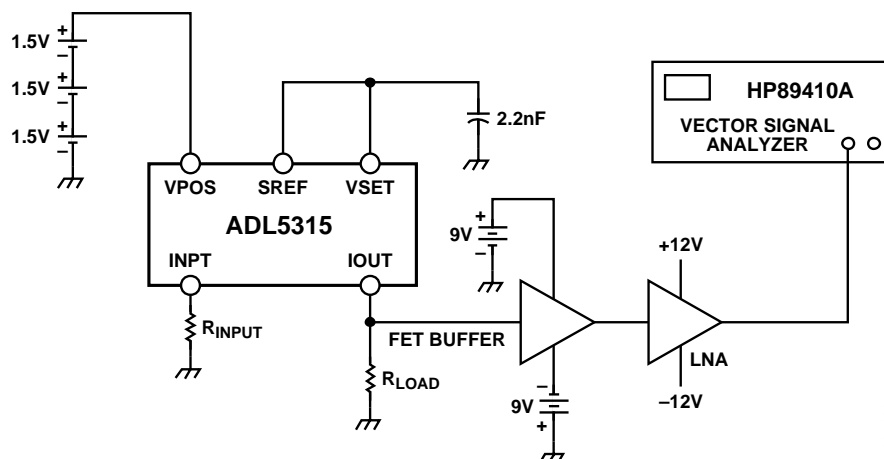 +
1.5V
–
+
1.5V
–
+
1.5V
–
2.2nF
HP89410A
VECTOR SIGNAL
ANALYZER
VPOS SREF VSET
ADL5315
INPT IOUT
+
9V
–
+12V
RINPUT
FET BUFFER
LNA
RLOAD
–
9V
+
–12V